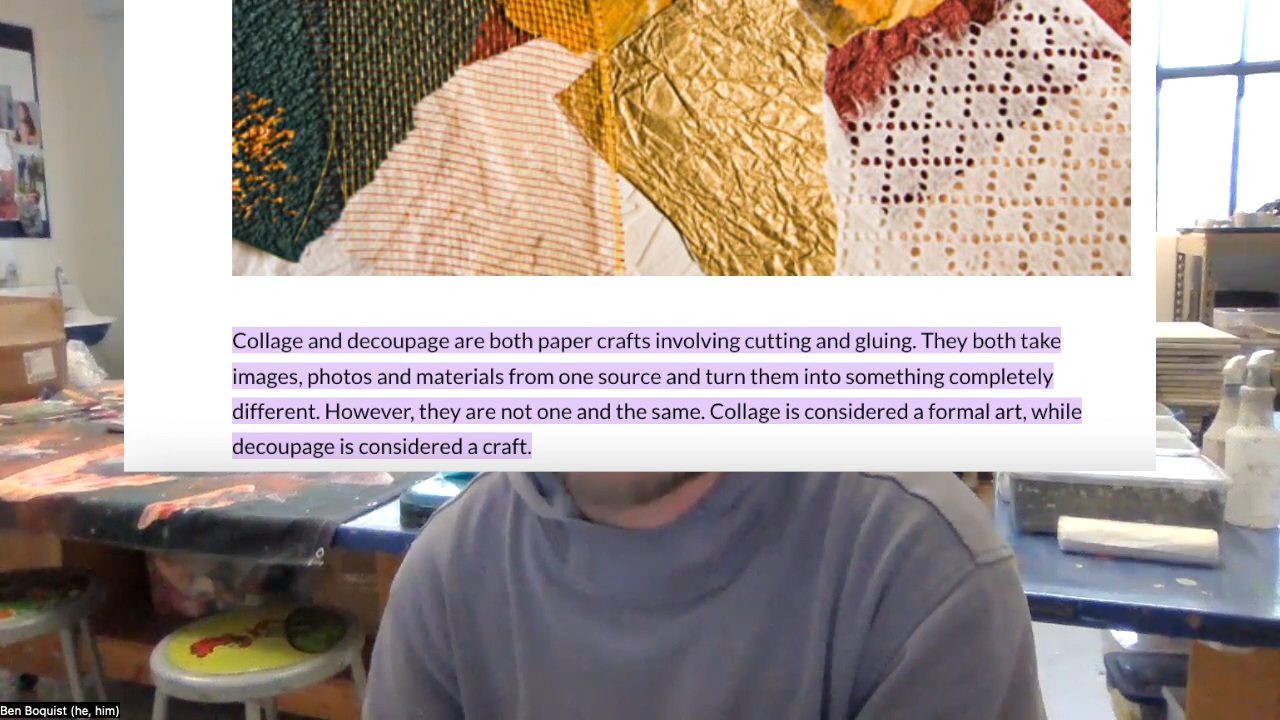 Collage and decoupage are both paper crafts involving cutting and gluing. They both take
images, photos and materials from one source and turn them into something completely
different. However, they are not one and the same. Collage is considered a formal art, while
decoupage is considered a craft.
Ben Boquist (he, him)